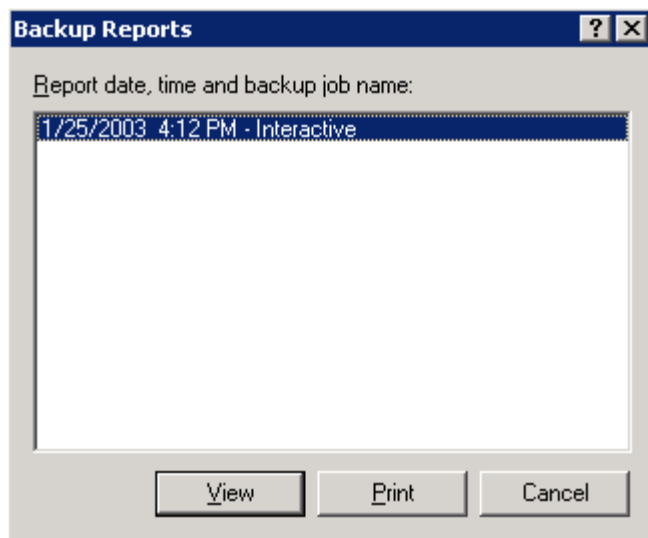 Backup Reports
Report date, time and backup job name:
1/25/2003 4:12 PM - Interactive
View Print Cancel